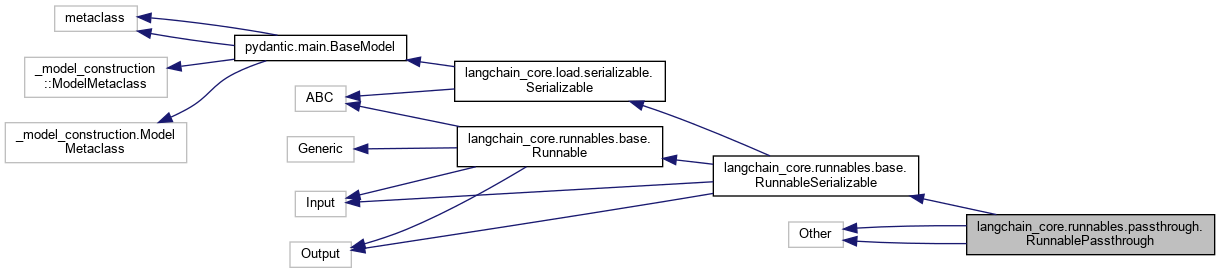 metaclass
pydantic.main.BaseModel
_model_construction
::ModelMetaclass
_model_construction.Model
Metaclass
langchain_core.load.serializable.
Serializable
ABC
langchain_core.runnables.base.
Runnable
Generic
Input
Output
langchain_core.runnables.base.
RunnableSerializable
Other
langchain_core.runnables.passthrough.
RunnablePassthrough